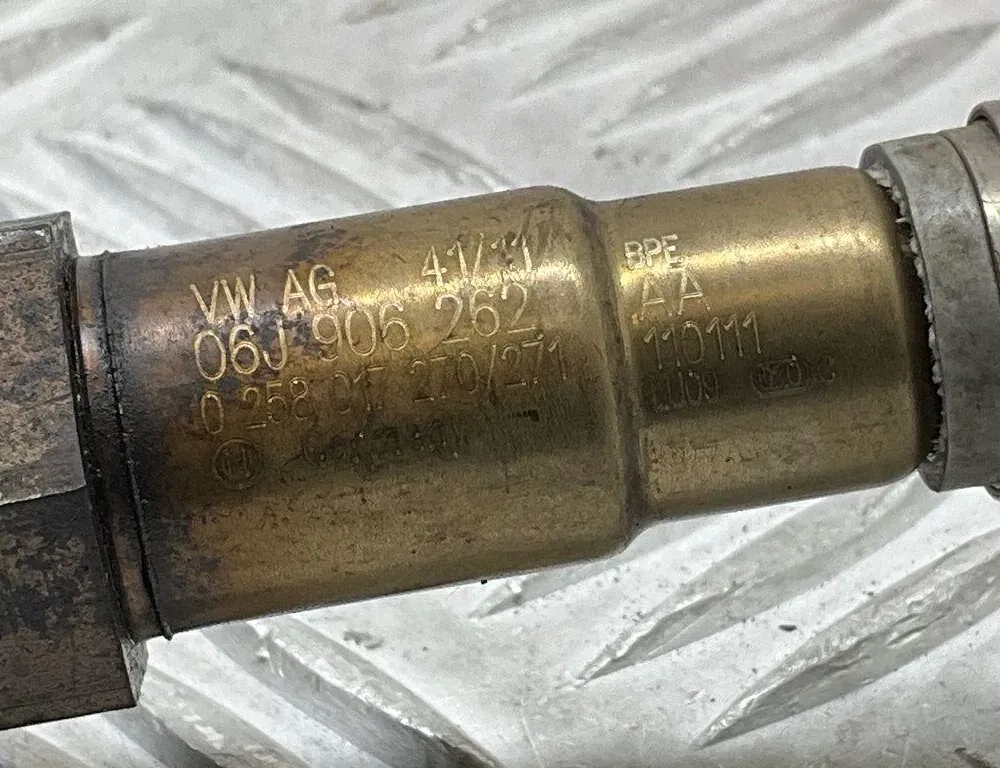 VW AG 41/11
06J 906 262
0 258 017 270/271
BPE
AA
110111